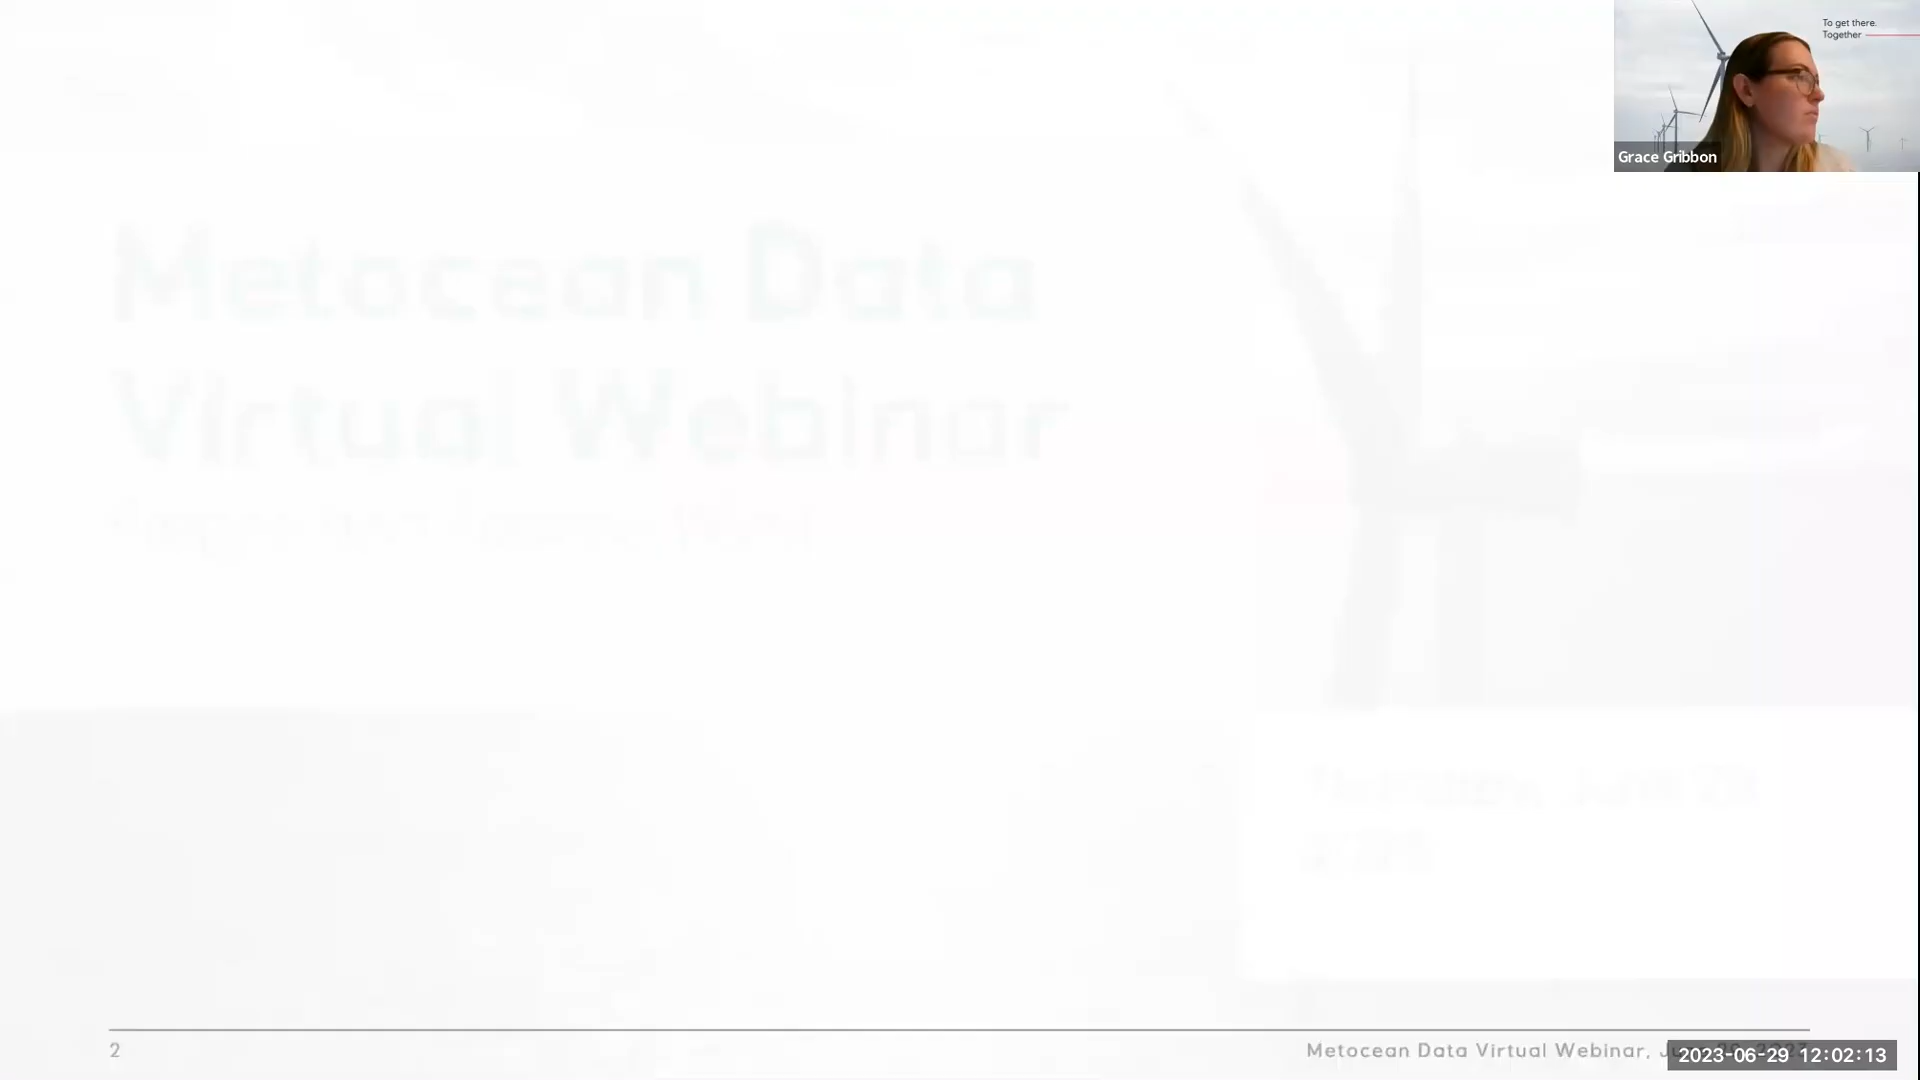 To get there.
Together
Grace Gribbon
Metocean Data
Virtual Webinar
2
Metocean Data Virtual Webinar,
2023-06-29 12:02:13